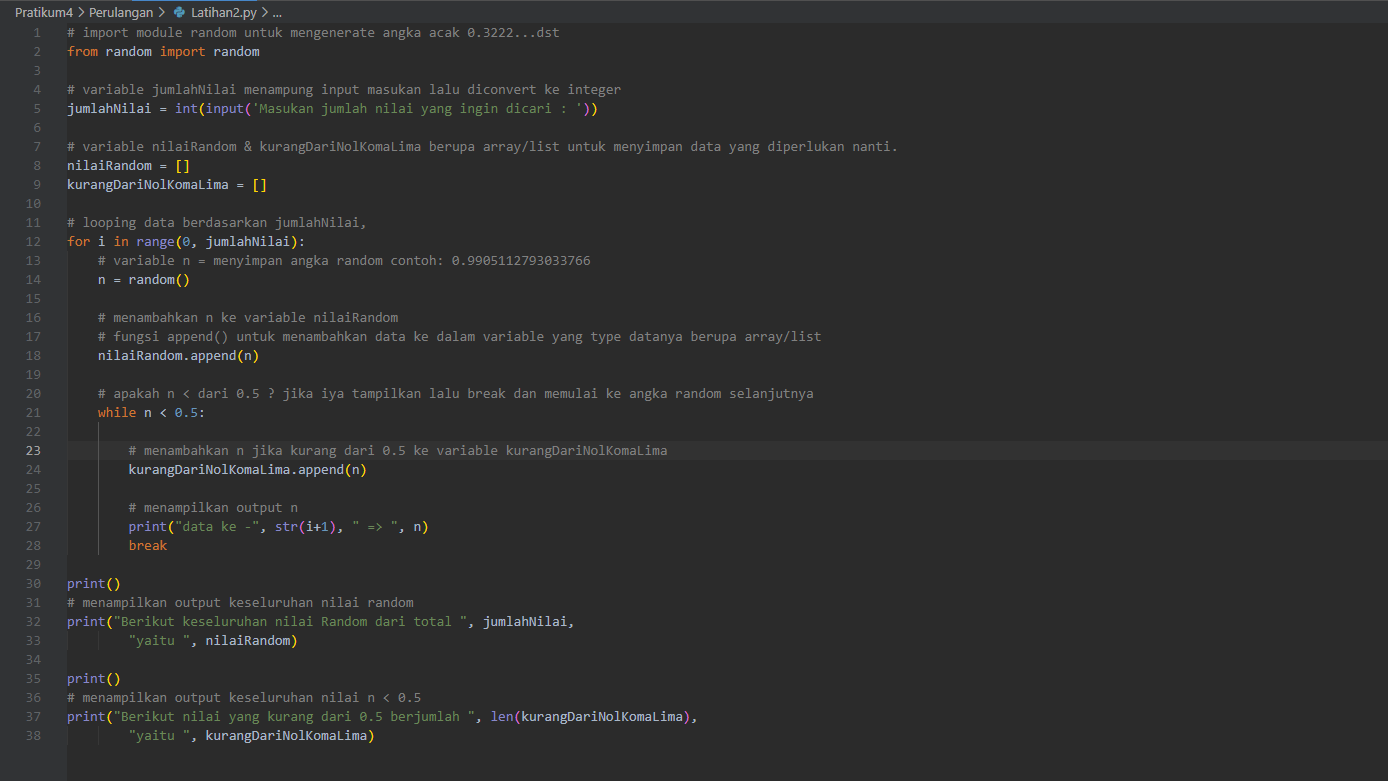 Pratikum4 > Perulangan > Latihan2.py > ...
1 # import module random untuk mengenerate angka acak 0.3222...dst
2 from random import random
3
4 # variable jumlahNilai menampung input masukan lalu diconvert ke integer
5 jumlahNilai = int(input('Masukan jumlah nilai yang ingin dicari : '))
6
7 # variable nilaiRandom & kurangDariNolKomaLima berupa array/list untuk menyimpan data yang diperlukan nanti.
8 nilaiRandom = []
9 kurangDariNolKomaLima = []
10
11 # looping data berdasarkan jumlahNilai,
12 for i in range(0, jumlahNilai):
13     # variable n = menyimpan angka random contoh: 0.9905112793033766
14     n = random()
15
16     # menambahkan n ke variable nilaiRandom
17     # fungsi append() untuk menambahkan data ke dalam variable yang type datanya berupa array/list
18     nilaiRandom.append(n)
19
20     # apakah n < dari 0.5 ? jika iya tampilkan lalu break dan memulai ke angka random selanjutnya
21     while n < 0.5:
22
23         # menambahkan n jika kurang dari 0.5 ke variable kurangDariNolKomaLima
24         kurangDariNolKomaLima.append(n)
25
26         # menampilkan output n
27         print("data ke -", str(i+1), " => ", n)
28         break
29
30 print()
31 # menampilkan output keseluruhan nilai random
32 print("Berikut keseluruhan nilai Random dari total ", jumlahNilai,
33         "yaitu ", nilaiRandom)
34
35 print()
36 # menampilkan output keseluruhan nilai n < 0.5
37 print("Berikut nilai yang kurang dari 0.5 berjumlah ", len(kurangDariNolKomaLima),
38         "yaitu ", kurangDariNolKomaLima)